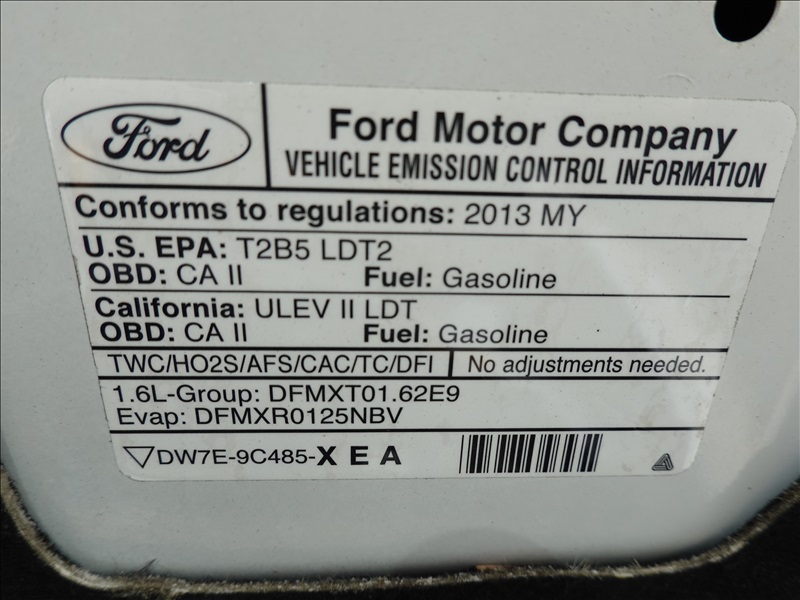 Ford
Ford Motor Company
VEHICLE EMISSION CONTROL INFORMATION
Conforms to regulations: 2013 MY
U.S. EPA: T2B5 LDT2
OBD: CA II Fuel: Gasoline
California: ULEV II LDT
OBD: CA II Fuel: Gasoline
TWC/HO2S/AFS/CAC/TC/DFI No adjustments needed.
1.6L-Group: DFMXT01.62E9
Evap: DFMXR0125NBV
DW7E-9C485-X E A